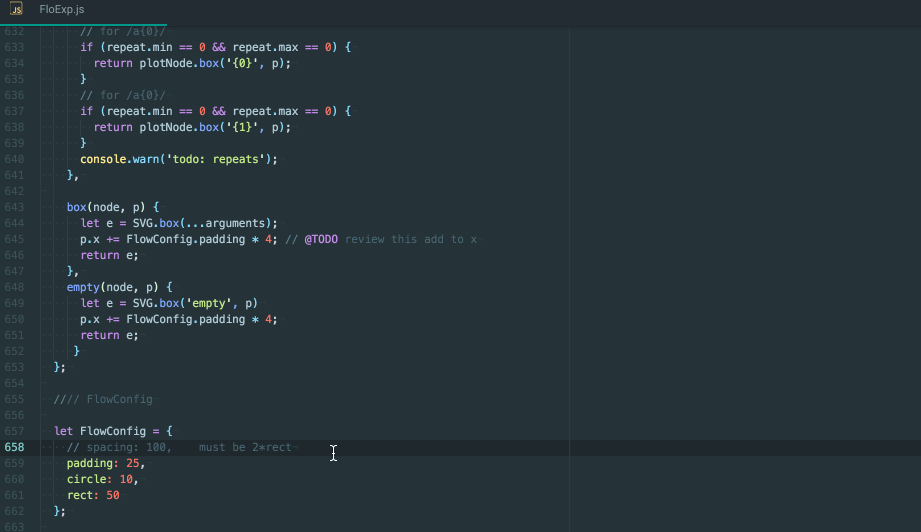 JS FloExp.js
632 // for /a{0}/
633 if (repeat.min == 0 && repeat.max == 0) {
634 return plotNode.box('{0}', p);
635 }
636 // for /a{0}/
637 if (repeat.min == 0 && repeat.max == 0) {
638 return plotNode.box('{1}', p);
639 }
640 console.warn('todo: repeats');
641 },
642
643 box(node, p) {
644 let e = SVG.box(...arguments);
645 p.x += FlowConfig.padding * 4; // @TODO review this add to x
646 return e;
647 },
648 empty(node, p) {
649 let e = SVG.box('empty', p)
650 p.x += FlowConfig.padding * 4;
651 return e;
652 }
653 };
654
655 //// FlowConfig
656
657 let FlowConfig = {
658 // spacing: 100,    must be 2*rect
659 padding: 25,
660 circle: 10,
661 rect: 50
662 };
663